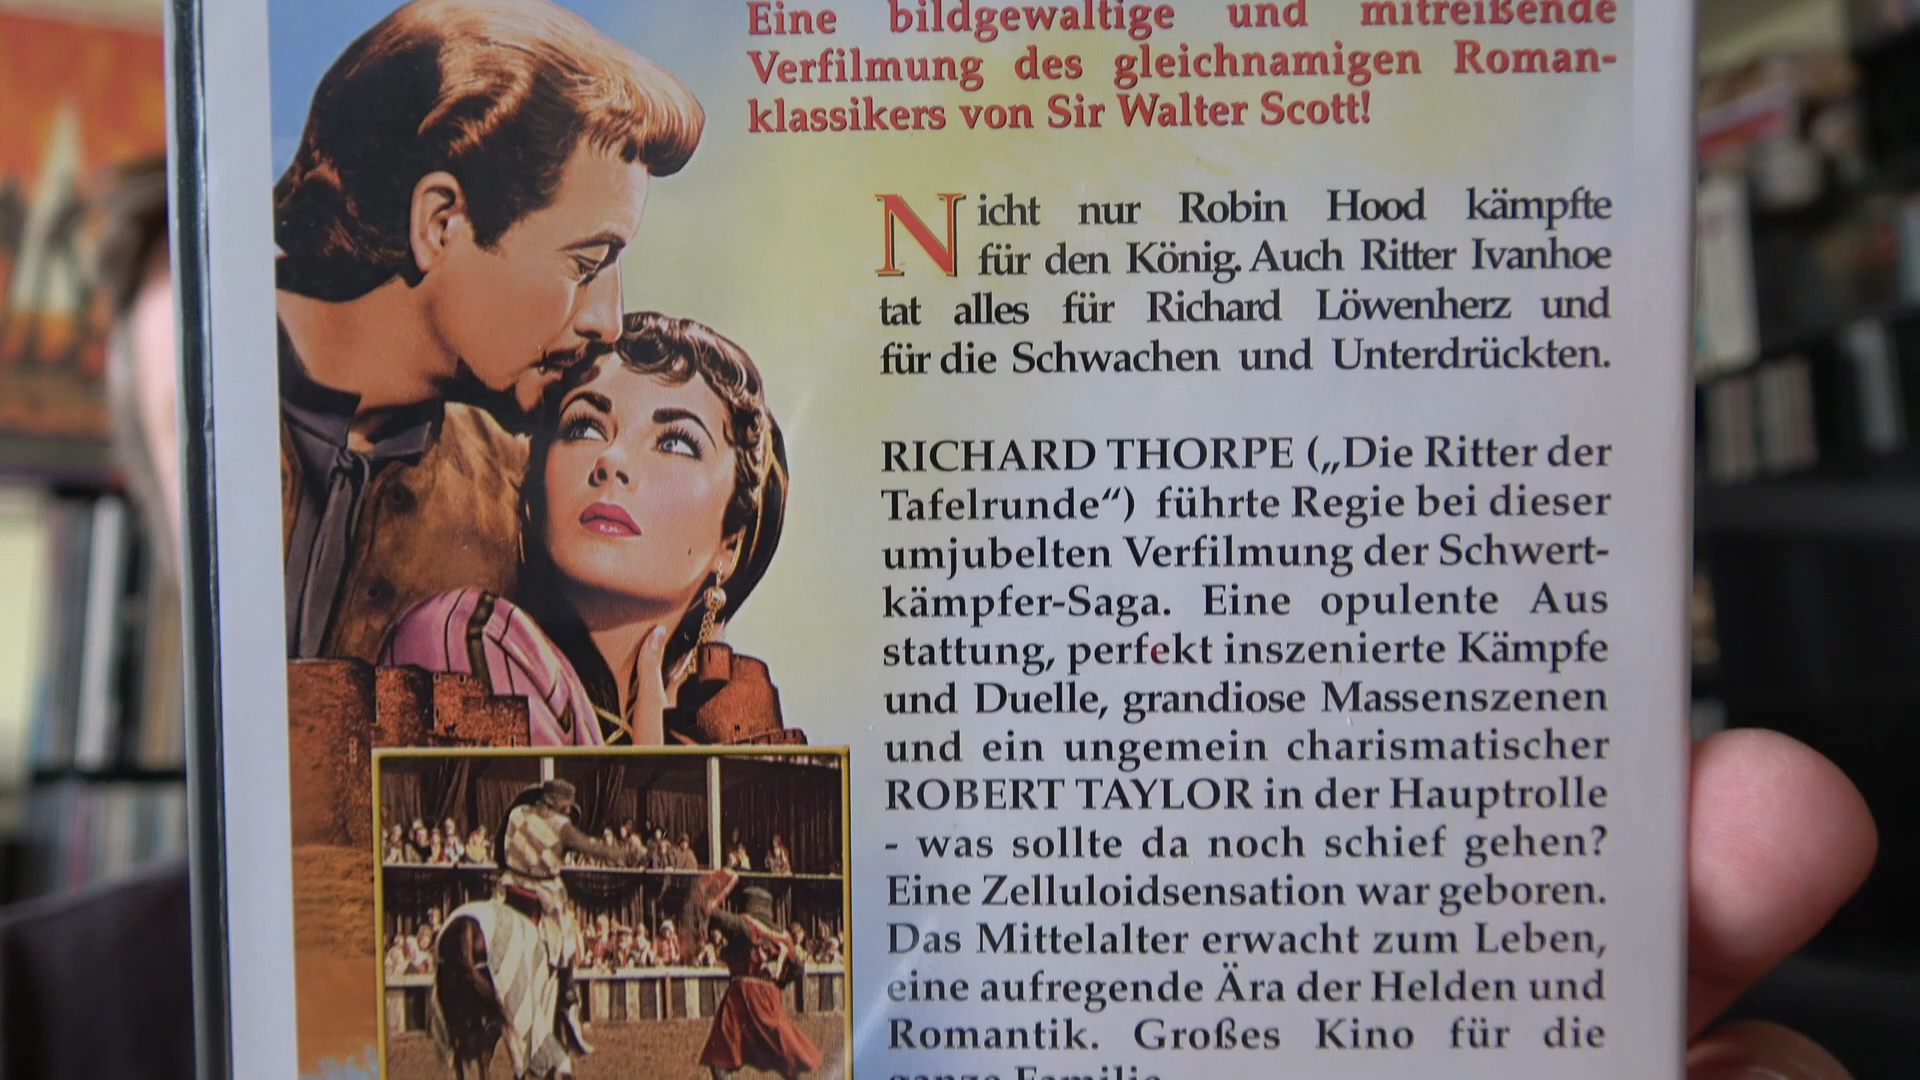 Eine bildgewaltige und mitreißende
Verfilmung des gleichnamigen Roman-
klassikers von Sir Walter Scott!
Nicht nur Robin Hood kämpfte
für den König. Auch Ritter Ivanhoe
tat alles für Richard Löwenherz und
für die Schwachen und Unterdrückten.
RICHARD THORPE („Die Ritter der
Tafelrunde“) führte Regie bei dieser
umjubelten Verfilmung der Schwert-
kämpfer-Saga. Eine opulente Aus
stattung, perfekt inszenierte Kämpfe
und Duelle, grandiose Massenszenen
und ein ungemein charismatischer
ROBERT TAYLOR in der Hauptrolle
- was sollte da noch schief gehen?
Eine Zelluloidsensation war geboren.
Das Mittelalter erwacht zum Leben,
eine aufregende Ära der Helden und
Romantik. Großes Kino für die
ganze Familie